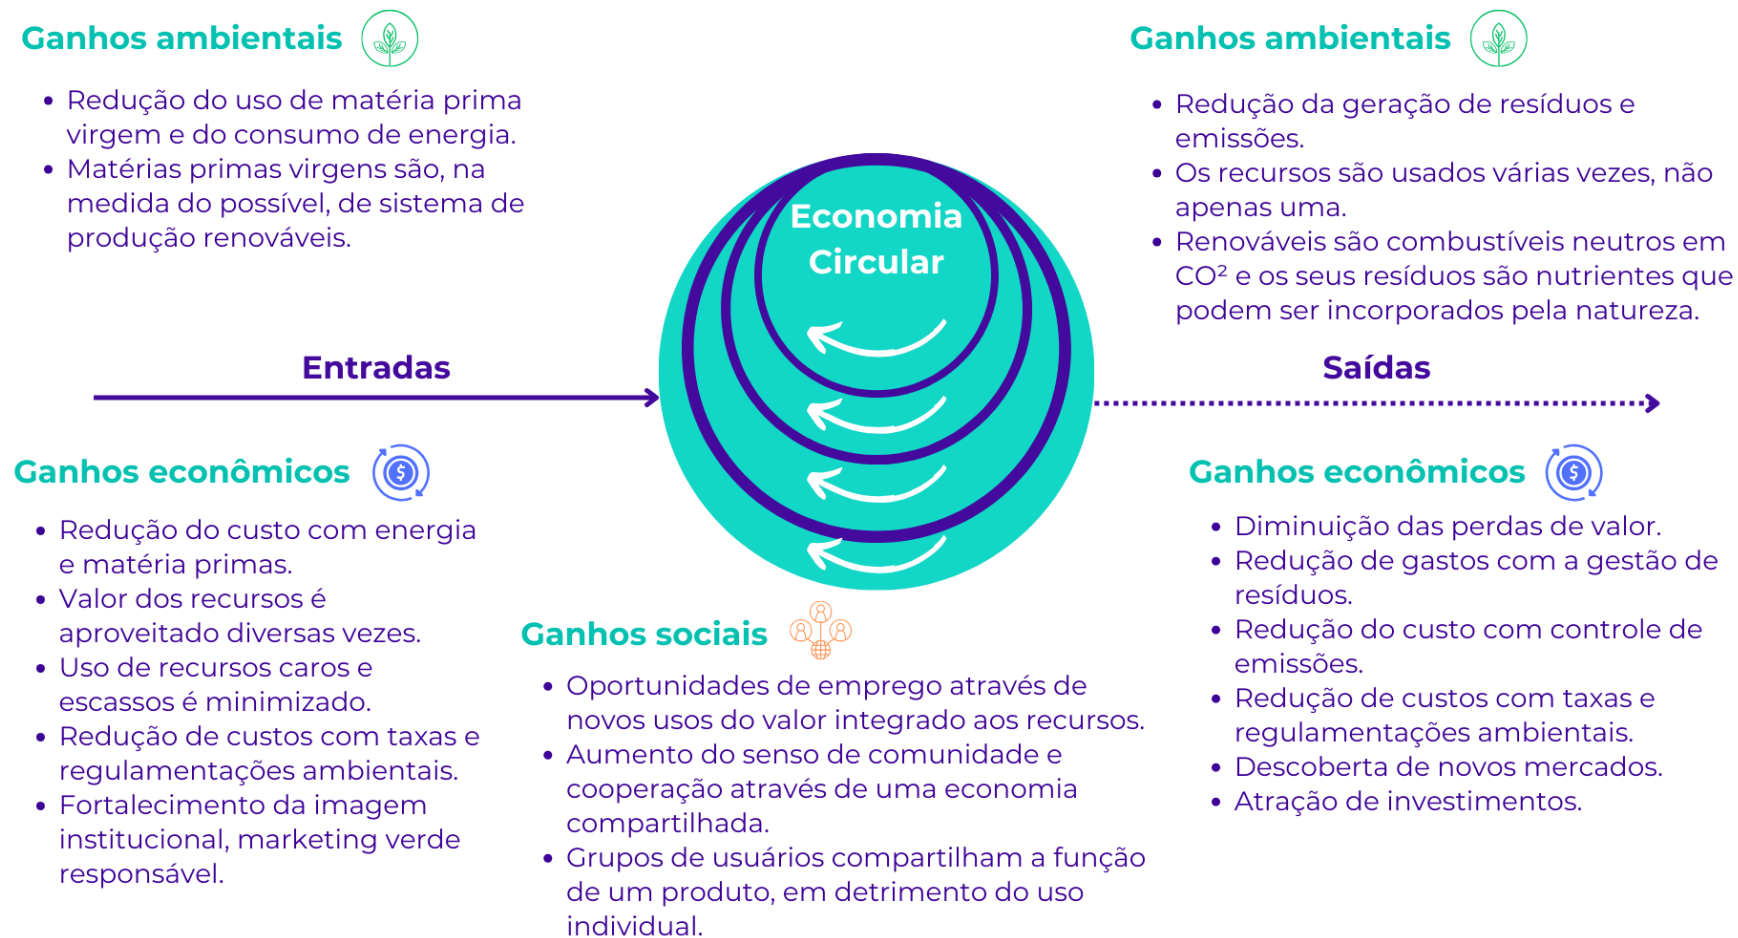 Ganhos ambientais
• Redução do uso de matéria prima
virgem e do consumo de energia.
• Matérias primas virgens são, na
medida do possível, de sistema de
produção renováveis.
Ganhos ambientais
• Redução da geração de resíduos e
emissões.
• Os recursos são usados várias vezes, não
apenas uma.
• Renováveis são combustíveis neutros em
CO² e os seus resíduos são nutrientes que
podem ser incorporados pela natureza.
Economia
Circular
Entradas
Saídas
Ganhos econômicos
• Redução do custo com energia
e matéria primas.
• Valor dos recursos é
aproveitado diversas vezes.
• Uso de recursos caros e
escassos é minimizado.
• Redução de custos com taxas e
regulamentações ambientais.
• Fortalecimento da imagem
institucional, marketing verde
responsável.
Ganhos sociais
• Oportunidades de emprego através de
novos usos do valor integrado aos recursos.
• Aumento do senso de comunidade e
cooperação através de uma economia
compartilhada.
• Grupos de usuários compartilham a função
de um produto, em detrimento do uso
individual.
Ganhos econômicos
• Diminuição das perdas de valor.
• Redução de gastos com a gestão de
resíduos.
• Redução do custo com controle de
emissões.
• Redução de custos com taxas e
regulamentações ambientais.
• Descoberta de novos mercados.
• Atração de investimentos.